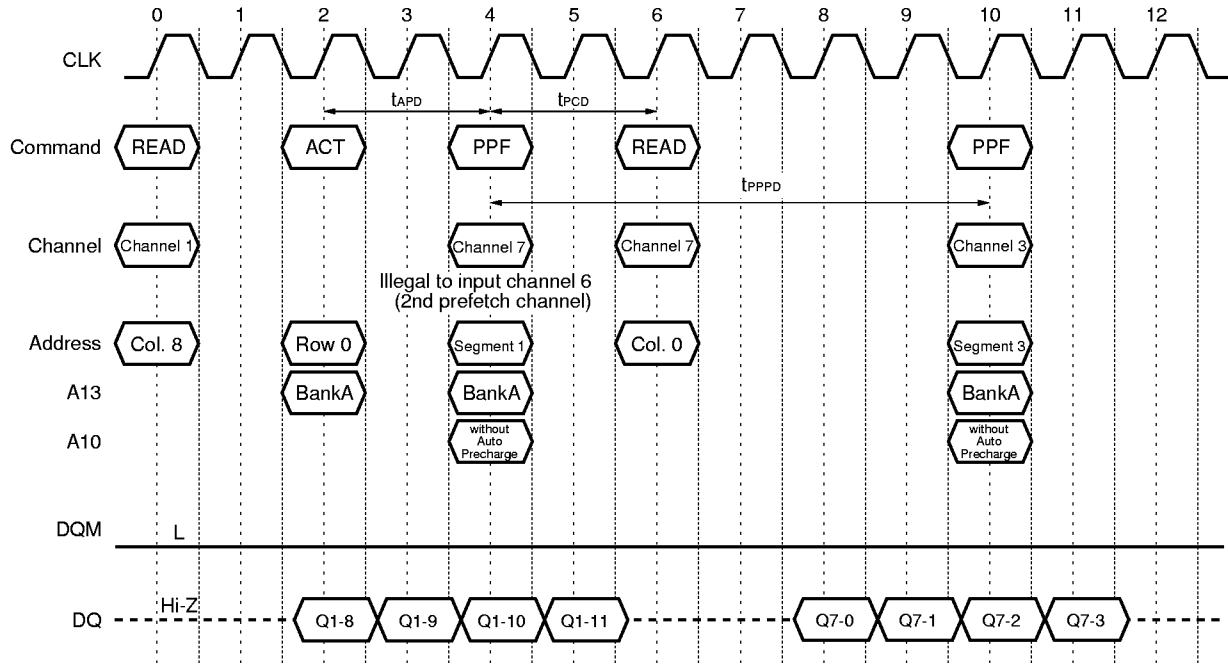 0 1 2 3 4 5 6 7 8 9 10 11 12
CLK
tAPD tPCD
Command READ ACT PPF READ PPF
tPPPD
Channel Channel 1 Channel 7 Channel 7 Channel 3
Illegal to input channel 6
(2nd prefetch channel)
Address Col. 8 Row 0 Segment 1 Col. 0 Segment 3
A13 BankA BankA BankA
A10 without Auto Precharge without Auto Precharge
DQM L
Hi-Z
DQ Q1-8 Q1-9 Q1-10 Q1-11 Q7-0 Q7-1 Q7-2 Q7-3